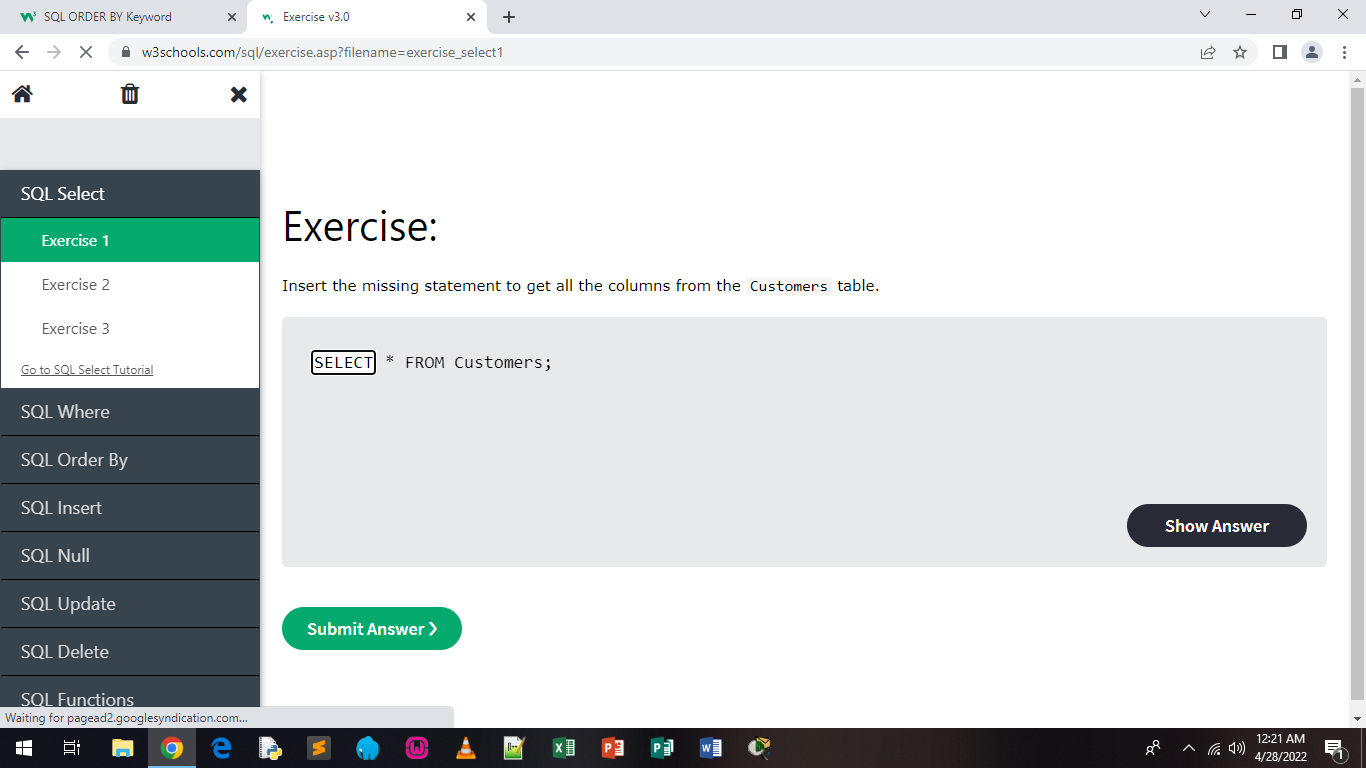 SQL ORDER BY Keyword
Exercise v3.0
w3schools.com/sql/exercise.asp?filename=exercise_select1
SQL Select
Exercise 1
Exercise 2
Exercise 3
Go to SQL Select Tutorial
SQL Where
SQL Order By
SQL Insert
SQL Null
SQL Update
SQL Delete
SQL Functions
Exercise:
Insert the missing statement to get all the columns from the Customers table.
SELECT * FROM Customers;
Show Answer
Submit Answer ❯
Waiting for pagead2.googlesyndication.com...
12:21 AM
4/28/2022
1